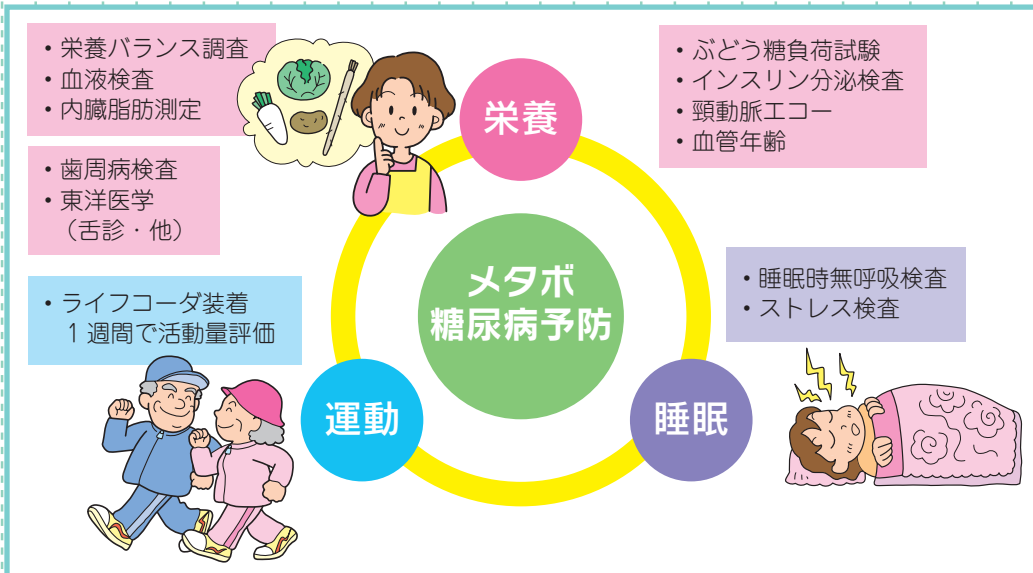 ・栄養バランス調査
・血液検査
・内臓脂肪測定
・歯周病検査
・東洋医学
（舌診・他）
・ライフコーダ装着
１週間で活動量評価
栄養
・ぶどう糖負荷試験
・インスリン分泌検査
・頸動脈エコー
・血管年齢
メタボ
糖尿病予防
・睡眠時無呼吸検査
・ストレス検査
運動
睡眠